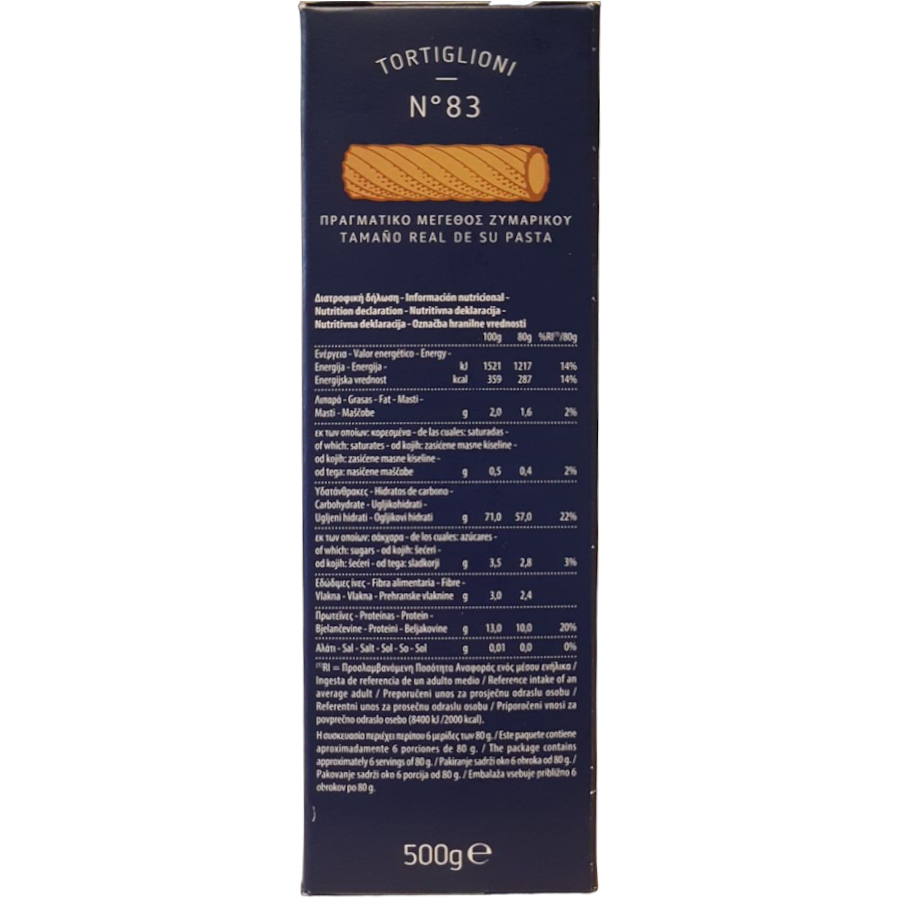 TORTIGLIONI
N°83
ΠΡΑΓΜΑΤΙΚΟ ΜΕΓΕΘΟΣ ΖΥΜΑΡΙΚΟΥ
TAMAÑO REAL DE SU PASTA
Διατροφική δήλωση - Información nutricional -
Nutrition declaration - Nutritivna deklaracija -
Nutritivna deklaracija - Označba hranilne vrednosti
100g 80g %RI⁽¹⁾/80g
Ενέργεια - Valor energético - Energy -
Energija - Energija - kJ 1521 1217 14%
Energijska vrednost kcal 359 287 14%
Λιπαρά - Grasas - Fat - Masti -
Masti - Maščobe g 2,0 1,6 2%
εκ των οποίων: κορεσμένα - de las cuales: saturadas -
of which: saturates - od kojih: zasićene masne kiseline -
od kojih: zasićene masne kiseline -
od tega: nasičene maščobe g 0,5 0,4 2%
Υδατάνθρακες - Hidratos de carbono -
Carbohydrate - Ugljikohidrati -
Ugljeni hidrati - Ogljikovi hidrati g 71,0 57,0 22%
εκ των οποίων: σάκχαρα - de los cuales: azúcares -
of which: sugars - od kojih: šećeri -
od kojih: šećeri - od tega: sladkorji g 3,5 2,8 3%
Εδώδιμες ίνες - Fibra alimentaria - Fibre -
Vlakna - Vlakna - Prehranske vlaknine g 3,0 2,4
Πρωτεΐνες - Proteínas - Protein -
Bjelančevine - Proteini - Beljakovine g 13,0 10,0 20%
Αλάτι - Sal - Salt - Sol - So - Sol g 0,01 0,0 0%
⁽¹⁾RI = Προσλαμβανόμενη Ποσότητα Αναφοράς ενός μέσου ενήλικα /
Ingesta de referencia de un adulto medio / Reference intake of an
average adult / Preporučeni unos za prosječnu odraslu osobu /
Referentni unos za prosečnu odraslu osobu / Priporočeni vnosi za
povprečno odraslo osebo (8400 kJ /2000 kcal).
Η συσκευασία περιέχει περίπου 6 μερίδες των 80 g. / Este paquete contiene
aproximadamente 6 porciones de 80 g. / The package contains
approximately 6 servings of 80 g. / Pakiranje sadrži oko 6 obroka od 80 g. /
Pakovanje sadrži oko 6 porcija od 80 g. / Embalaža vsebuje približno 6
obrokov po 80 g.
500g ℮